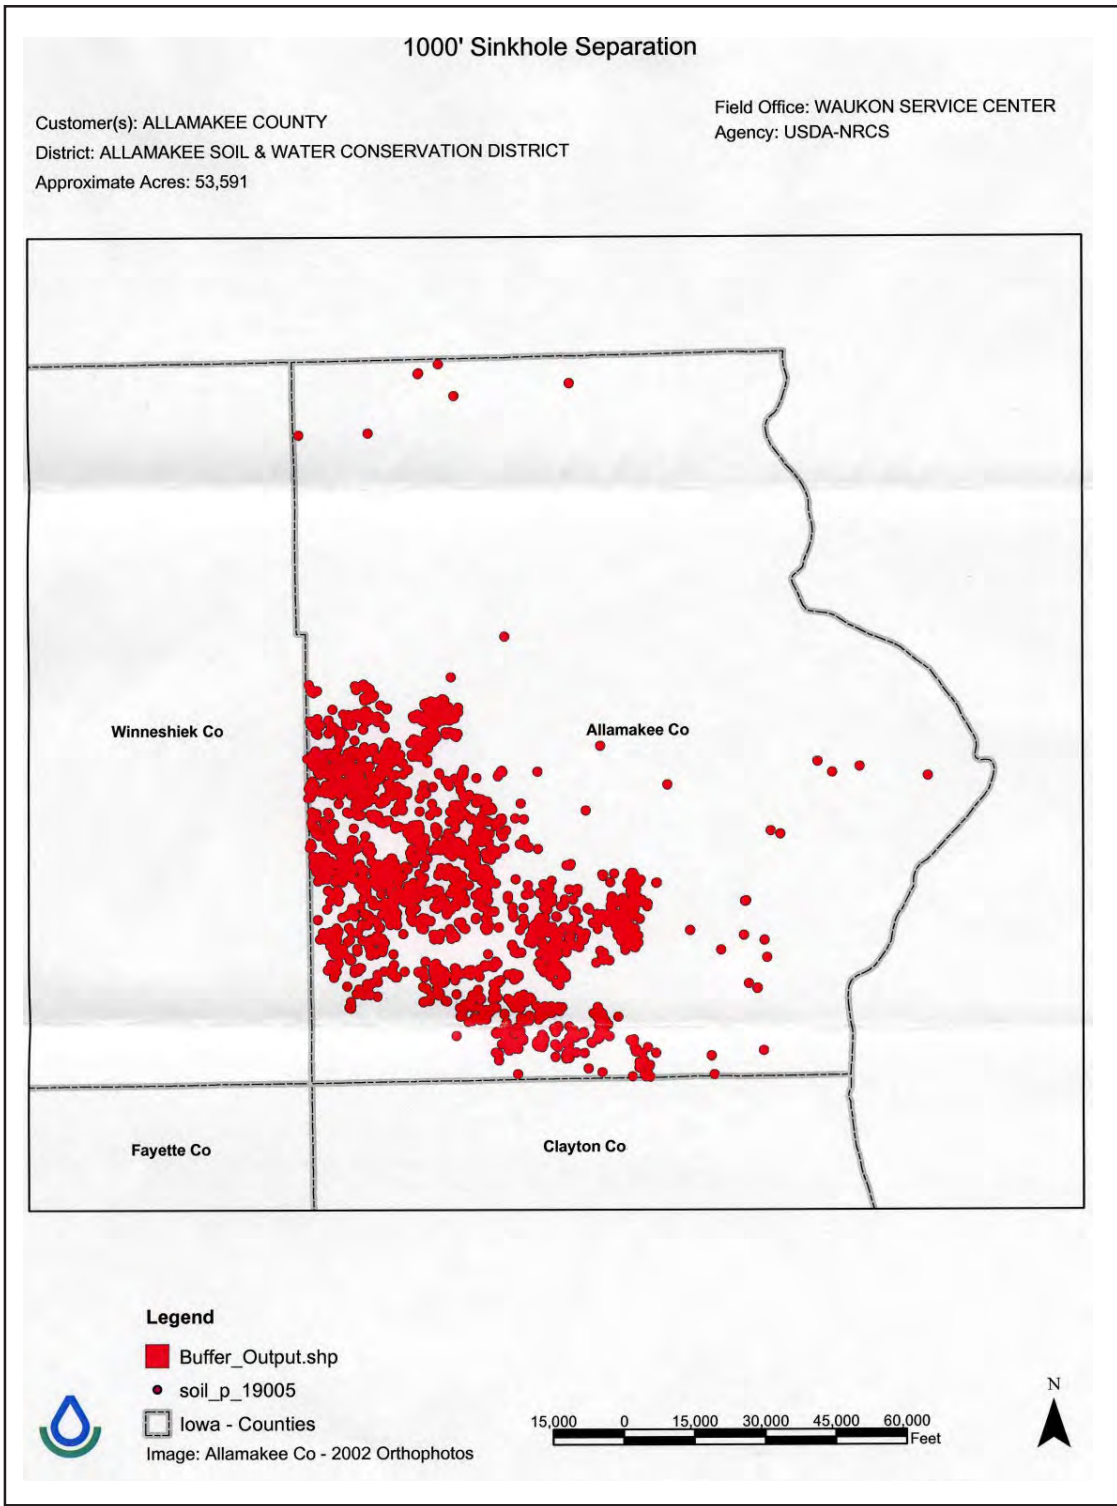 1000' Sinkhole Separation
Customer(s): ALLAMAKEE COUNTY
District: ALLAMAKEE SOIL & WATER CONSERVATION DISTRICT
Approximate Acres: 53,591
Field Office: WAUKON SERVICE CENTER
Agency: USDA-NRCS
Winneshiek Co
Allamakee Co
Fayette Co
Clayton Co
Legend
Buffer_Output.shp
soil_p_19005
Iowa - Counties
Image: Allamakee Co - 2002 Orthophotos
15,000 0 15,000 30,000 45,000 60,000
Feet
N